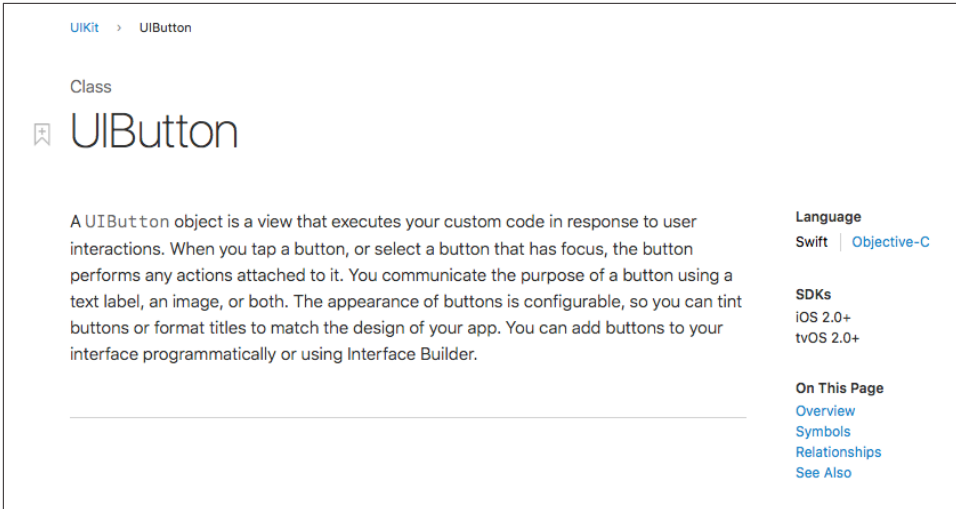 UIKit > UIButton
Class
UIButton
A UIButton object is a view that executes your custom code in response to user
interactions. When you tap a button, or select a button that has focus, the button
performs any actions attached to it. You communicate the purpose of a button using a
text label, an image, or both. The appearance of buttons is configurable, so you can tint
buttons or format titles to match the design of your app. You can add buttons to your
interface programmatically or using Interface Builder.
Language
Swift | Objective-C
SDKs
iOS 2.0+
tvOS 2.0+
On This Page
Overview
Symbols
Relationships
See Also